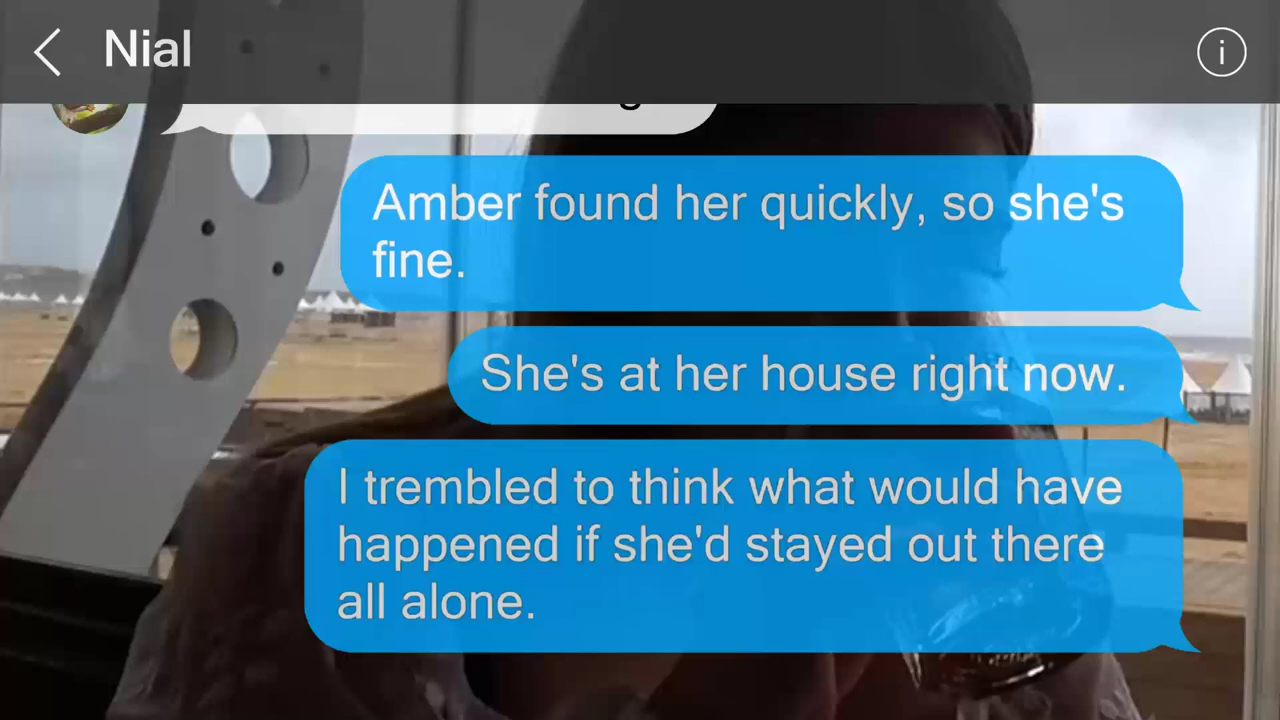 Nial
Amber found her quickly, so she's
fine.
She's at her house right now.
I trembled to think what would have
happened if she'd stayed out there
all alone.